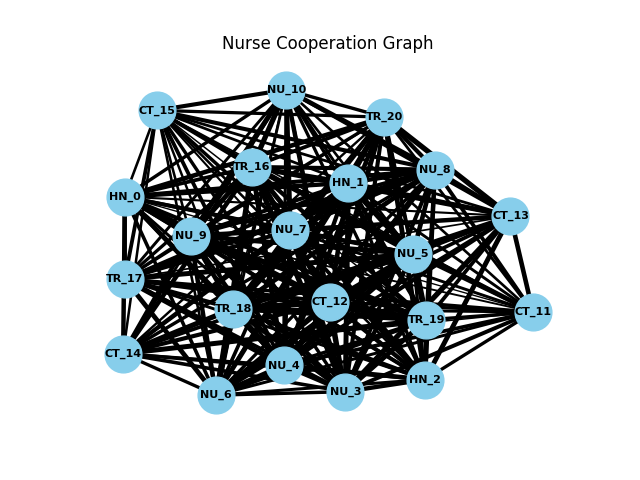 Nurse Cooperation Graph
NU_10
CT_15
TR_20
TR_16
NU_8
HN_1
HN_0
CT_13
NU_7
NU_9
NU_5
TR_17
CT_12
TR_18
CT_11
TR_19
CT_14
NU_4
HN_2
NU_3
NU_6